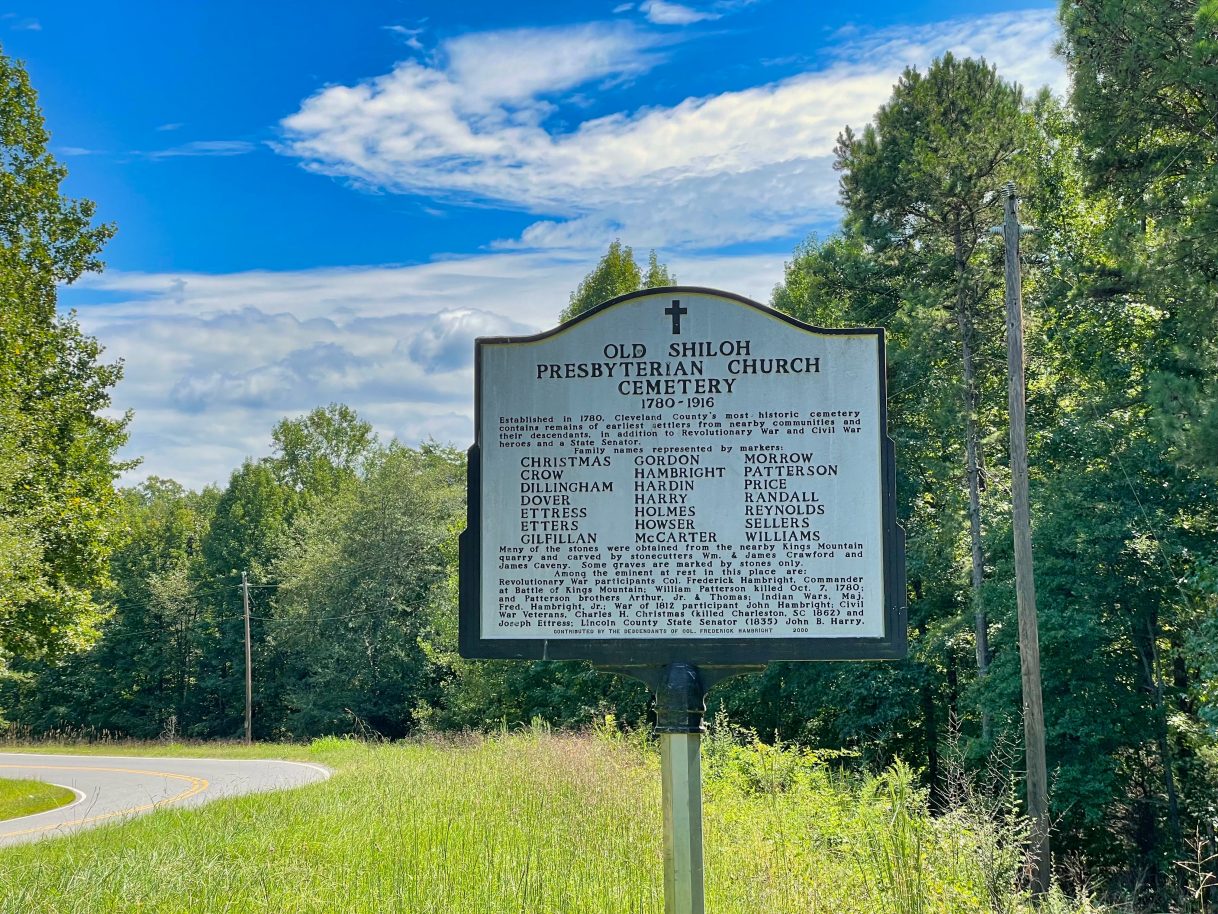 OLD SHILOH
PRESBYTERIAN CHURCH
CEMETERY
1780-1916
Established in 1780, Cleveland County's most historic cemetery
contains remains of earliest settlers from nearby communities and
their descendants, in addition to Revolutionary War and Civil War
heroes and a State Senator.
Family names represented by markers:
CHRISTMAS GORDON MORROW
CROW HAMBRIGHT PATTERSON
DILLINGHAM HARDIN PRICE
DOVER HARRY RANDALL
ETTRESS HOLMES REYNOLDS
ETTERS HOWSER SELLERS
GILFILLAN McCARTER WILLIAMS
Many of the stones were obtained from the nearby Kings Mountain
quarry and carved by stonecutters Wm. & James Crawford and
James Caveny. Some graves are marked by stones only.
Among the eminent at rest in this place are:
Revolutionary War participants Col. Frederick Hambright, Commander
at Battle of Kings Mountain; William Patterson killed Oct. 7, 1780;
and Patterson brothers Arthur, Jr. & Thomas; Indian Wars, Maj.
Fred. Hambright, Jr.; War of 1812 participant John Hambright; Civil
War Veterans, Charles H. Christmas (killed Charleston, SC 1862) and
Joseph Ettress; Lincoln County State Senator (1835) John B. Harry.
CONTRIBUTED BY THE DESCENDANTS OF COL. FREDERICK HAMBRIGHT 2000